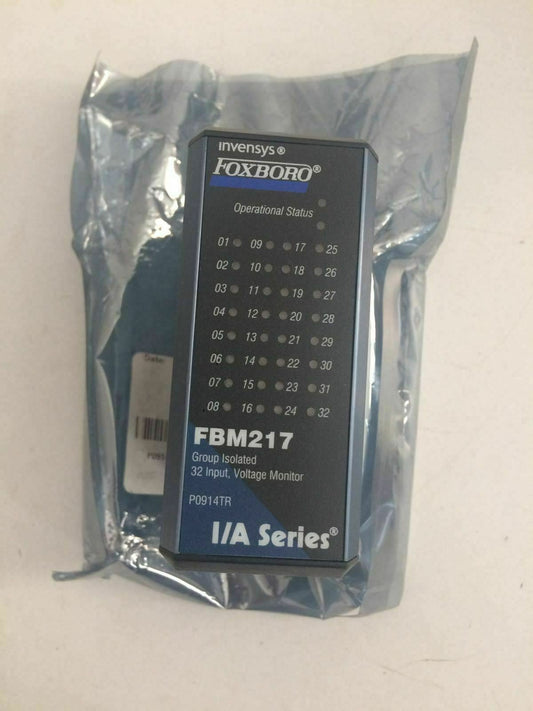 invensys®
FOXBORO®
Operational Status
01 09 17 25
02 10 18 26
03 11 19 27
04 12 20 28
05 13 21 29
06 14 22 30
07 15 23 31
08 16 24 32
FBM217
Group Isolated
32 Input, Voltage Monitor
P0914TR
I/A Series®